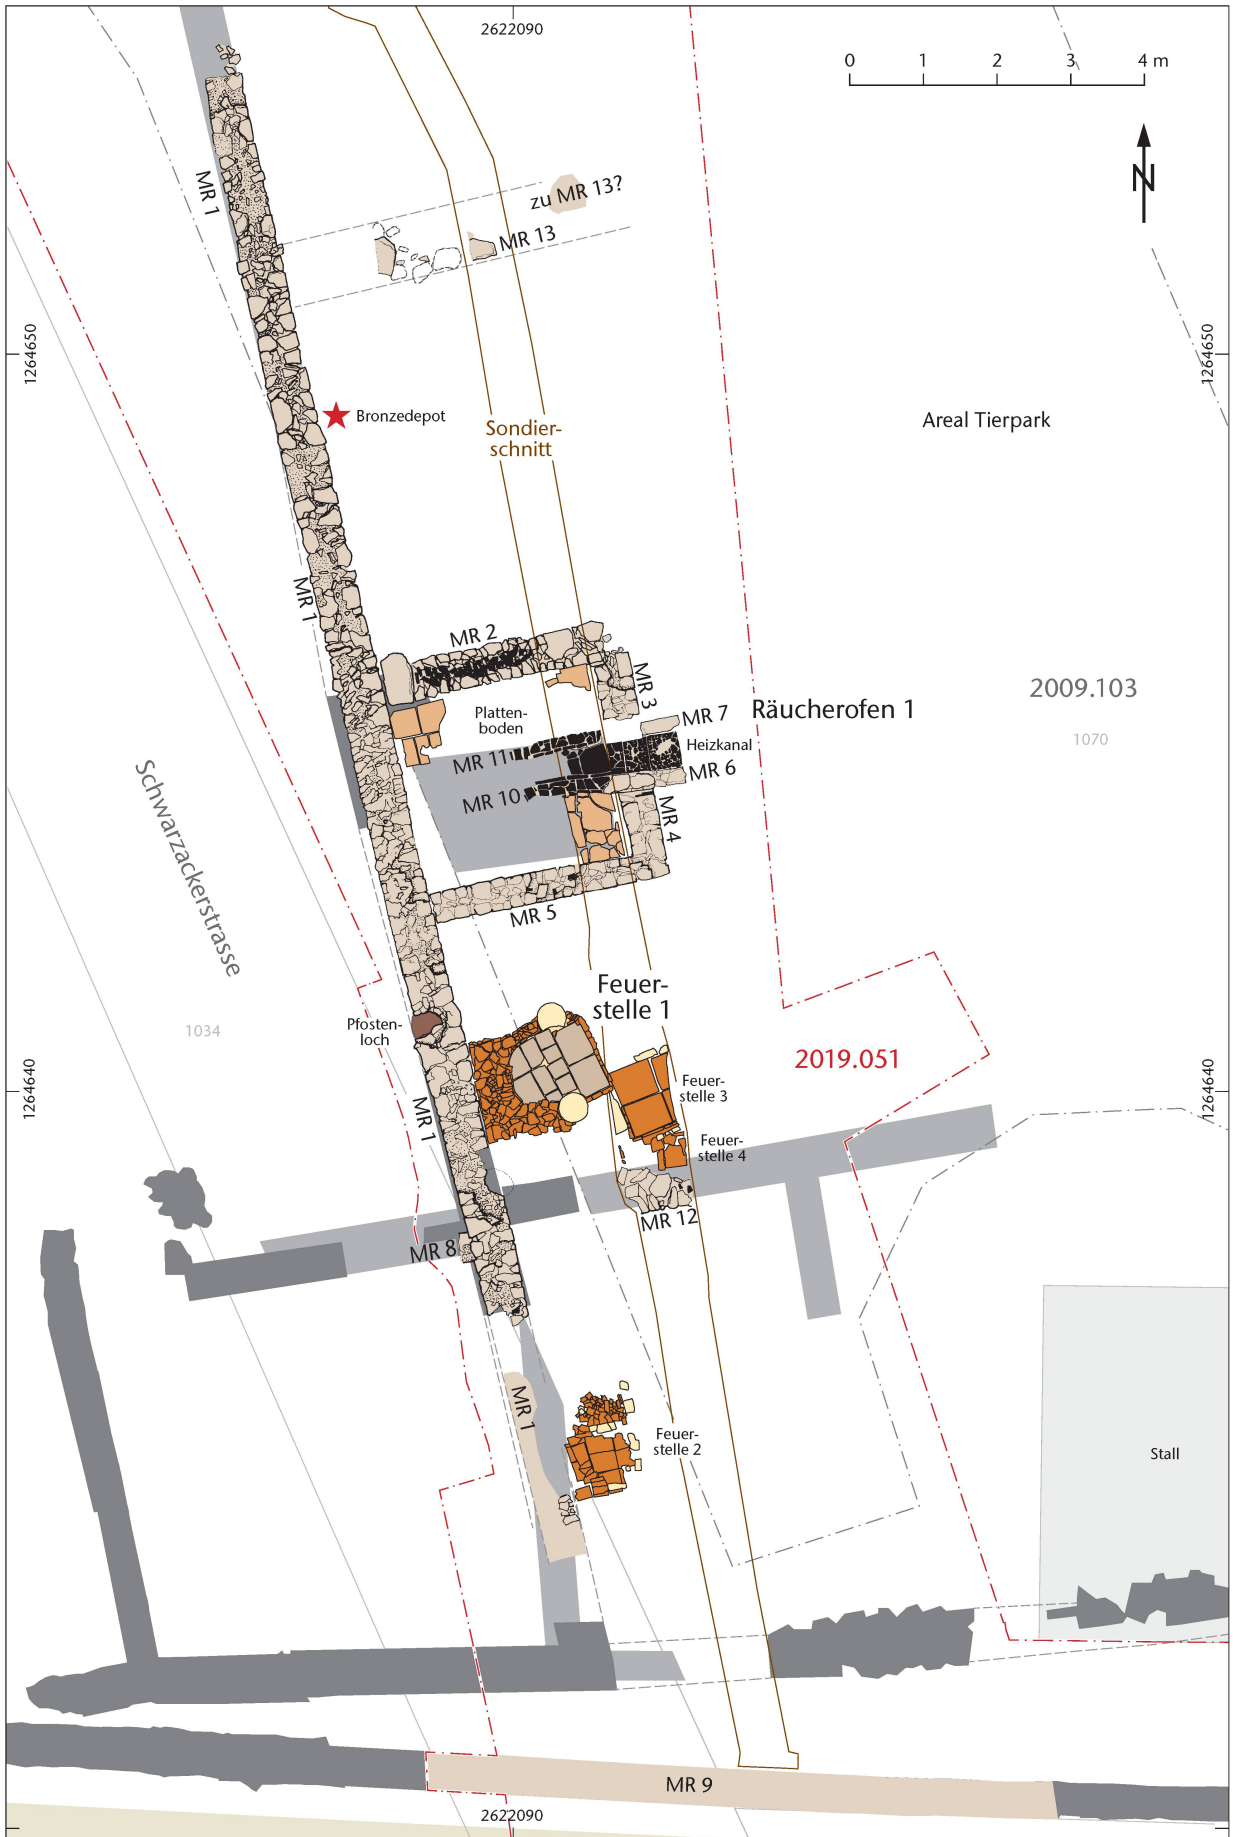 2622090
0 1 2 3 4 m
N
MR 1
zu MR 13?
MR 13
1264650
1264650
Bronzedepot
Areal Tierpark
Sondier-
schnitt
MR 1
MR 2
MR 3
2009.103
Platten-
boden
MR 7
Räucherofen 1
1070
Heizkanal
MR 11
MR 6
MR 10
MR 4
Schwarzackerstrasse
MR 5
Feuer-
stelle 1
Pfosten-
loch
1034
2019.051
1264640
1264640
Feuer-
stelle 3
MR 1
Feuer-
stelle 4
MR 12
MR 8
MR 1
Feuer-
stelle 2
Stall
MR 9
2622090